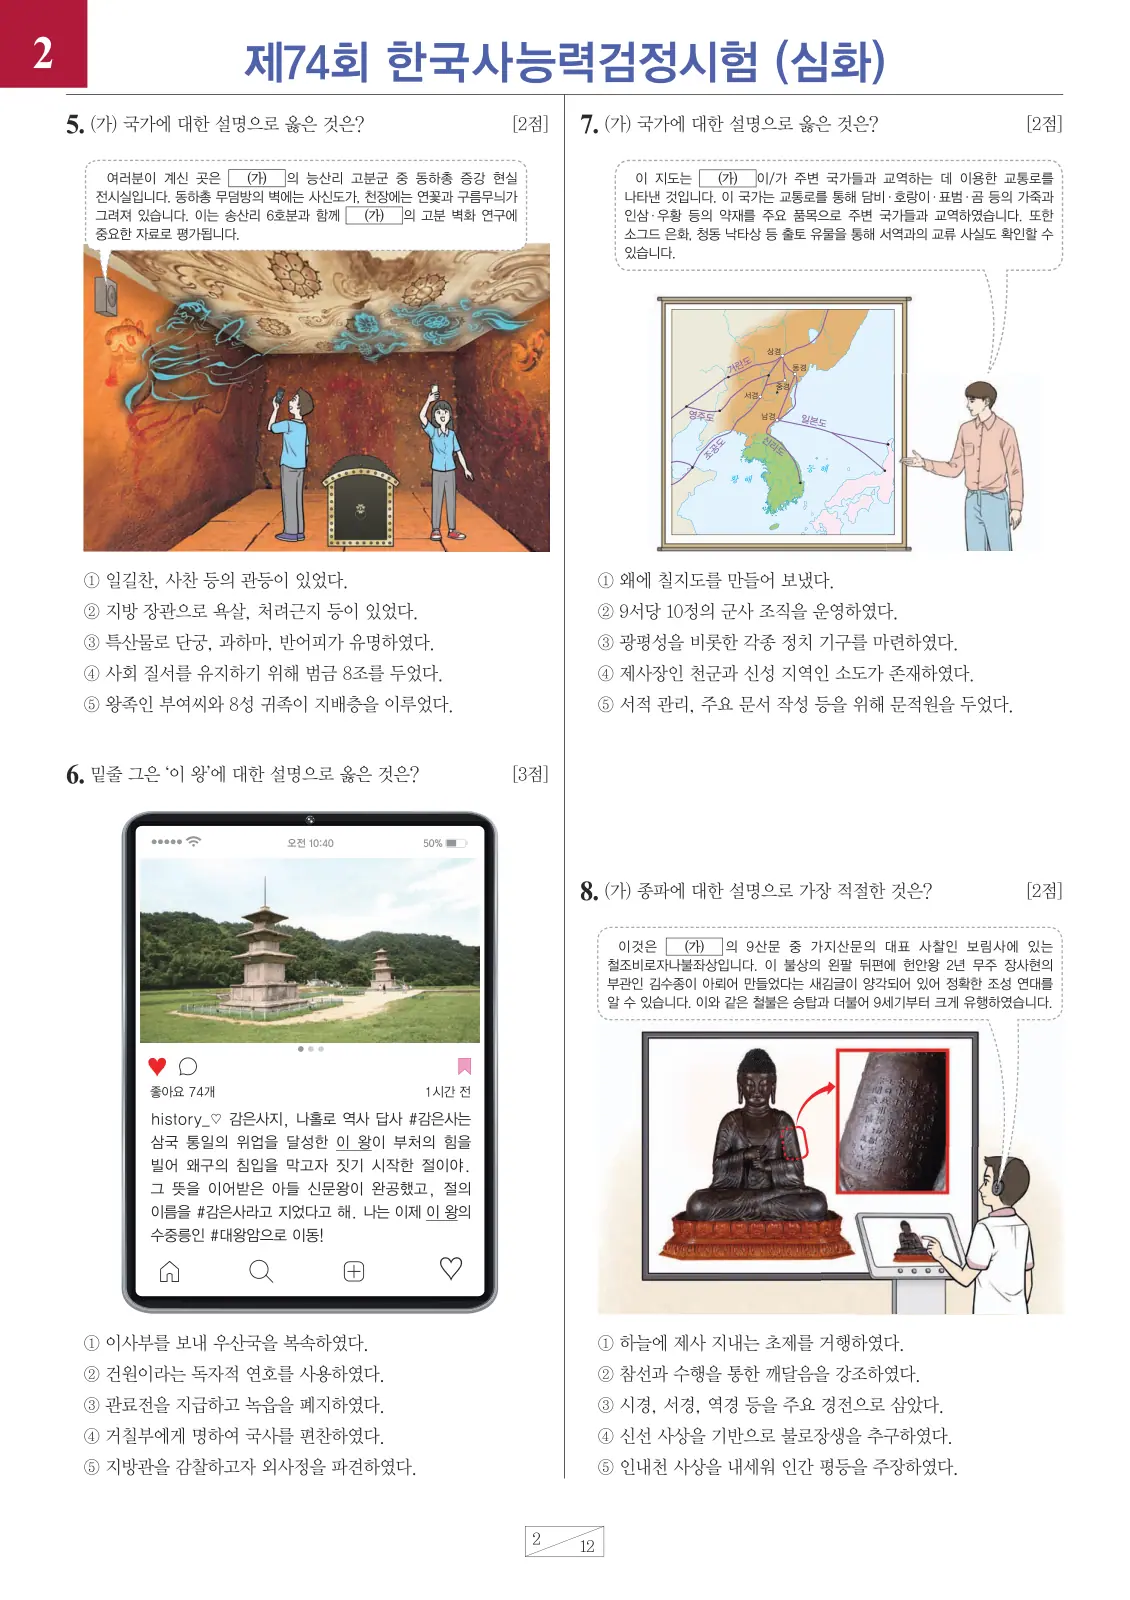 2
제74회 한국사능력검정시험 (심화)
5. (가) 국가에 대한 설명으로 옳은 것은? [2점]
여러분이 계신 곳은 (가) 의 능산리 고분군 중 동하총 증강 현실
전시실입니다. 동하총 무덤방의 벽에는 사신도가, 천장에는 연꽃과 구름무늬가
그려져 있습니다. 이는 송산리 6호분과 함께 (가) 의 고분 벽화 연구에
중요한 자료로 평가됩니다.
① 일길찬, 사찬 등의 관등이 있었다.
② 지방 장관으로 욕살, 처려근지 등이 있었다.
③ 특산물로 단궁, 과하마, 반어피가 유명하였다.
④ 사회 질서를 유지하기 위해 범금 8조를 두었다.
⑤ 왕족인 부여씨와 8성 귀족이 지배층을 이루었다.
6. 밑줄 그은 ‘이 왕’에 대한 설명으로 옳은 것은? [3점]
오전 10:40 50%
좋아요 74개 1시간 전
history_♡ 감은사지, 나홀로 역사 답사 #감은사는
삼국 통일의 위업을 달성한 이 왕이 부처의 힘을
빌어 왜구의 침입을 막고자 짓기 시작한 절이야.
그 뜻을 이어받은 아들 신문왕이 완공했고, 절의
이름을 #감은사라고 지었다고 해. 나는 이제 이 왕의
수중릉인 #대왕암으로 이동!
① 이사부를 보내 우산국을 복속하였다.
② 건원이라는 독자적 연호를 사용하였다.
③ 관료전을 지급하고 녹읍을 폐지하였다.
④ 거칠부에게 명하여 국사를 편찬하였다.
⑤ 지방관을 감찰하고자 외사정을 파견하였다.
7. (가) 국가에 대한 설명으로 옳은 것은? [2점]
이 지도는 (가) 이/가 주변 국가들과 교역하는 데 이용한 교통로를
나타낸 것입니다. 이 국가는 교통로를 통해 담비·호랑이·표범·곰 등의 가죽과
인삼·우황 등의 약재를 주요 품목으로 주변 국가들과 교역하였습니다. 또한
소그드 은화, 청동 낙타상 등 출토 유물을 통해 서역과의 교류 사실도 확인할 수
있습니다.
상경
거란도
동경
중경
서경
영주도
남경
일본도
신라도
조공도
동해
황해
① 왜에 칠지도를 만들어 보냈다.
② 9서당 10정의 군사 조직을 운영하였다.
③ 광평성을 비롯한 각종 정치 기구를 마련하였다.
④ 제사장인 천군과 신성 지역인 소도가 존재하였다.
⑤ 서적 관리, 주요 문서 작성 등을 위해 문적원을 두었다.
8. (가) 종파에 대한 설명으로 가장 적절한 것은? [2점]
이것은 (가) 의 9산문 중 가지산문의 대표 사찰인 보림사에 있는
철조비로자나불좌상입니다. 이 불상의 왼팔 뒤편에 헌안왕 2년 무주 장사현의
부관인 김수종이 아뢰어 만들었다는 새김글이 양각되어 있어 정확한 조성 연대를
알 수 있습니다. 이와 같은 철불은 승탑과 더불어 9세기부터 크게 유행하였습니다.
① 하늘에 제사 지내는 초제를 거행하였다.
② 참선과 수행을 통한 깨달음을 강조하였다.
③ 시경, 서경, 역경 등을 주요 경전으로 삼았다.
④ 신선 사상을 기반으로 불로장생을 추구하였다.
⑤ 인내천 사상을 내세워 인간 평등을 주장하였다.
2
12